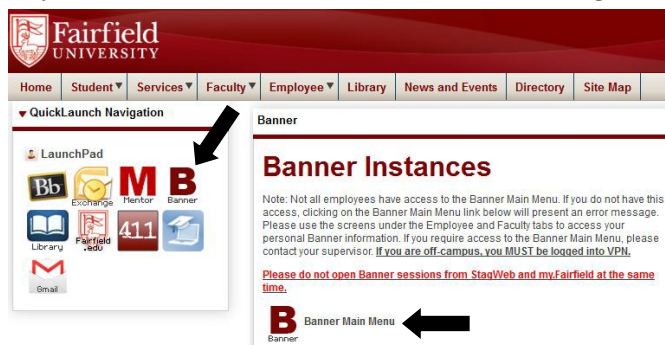 Fairfield
UNIVERSITY
Home Student Services Faculty Employee Library News and Events Directory Site Map
QuickLaunch Navigation
LaunchPad
Bb Exchange M Mentor B Banner
Library Fairfield .edu 411
M Gmail
Banner
Banner Instances
Note: Not all employees have access to the Banner Main Menu. If you do not have this
access, clicking on the Banner Main Menu link below will present an error message.
Please use the screens under the Employee and Faculty tabs to access your
personal Banner information. If you require access to the Banner Main Menu, please
contact your supervisor. If you are off-campus, you MUST be logged into VPN.
Please do not open Banner sessions from StagWeb and my.Fairfield at the same
time.
B Banner Banner Main Menu